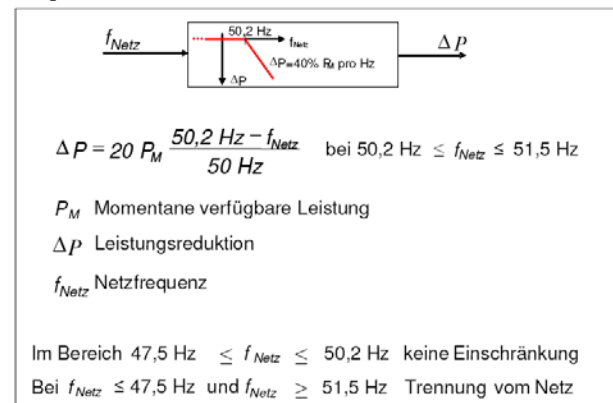 f_Netz
50,2 Hz
f_Netz
ΔP
ΔP=40% P_M pro Hz
ΔP
ΔP = 20 P_M (50,2 Hz – f_Netz) / 50 Hz bei 50,2 Hz ≤ f_Netz ≤ 51,5 Hz
P_M Momentane verfügbare Leistung
ΔP Leistungsreduktion
f_Netz Netzfrequenz
Im Bereich 47,5 Hz ≤ f_Netz ≤ 50,2 Hz keine Einschränkung
Bei f_Netz ≤ 47,5 Hz und f_Netz ≥ 51,5 Hz Trennung vom Netz